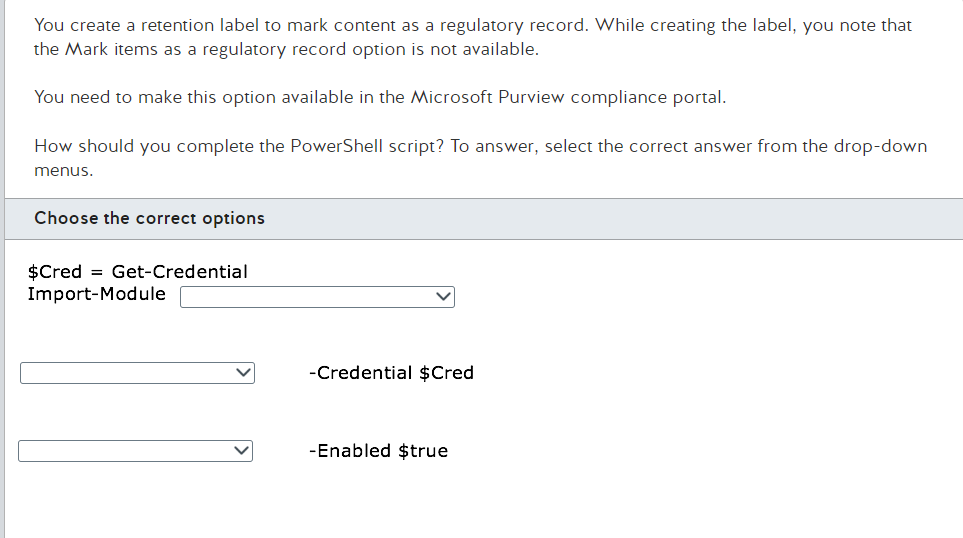 You create a retention label to mark content as a regulatory record. While creating the label, you note that
the Mark items as a regulatory record option is not available.
You need to make this option available in the Microsoft Purview compliance portal.
How should you complete the PowerShell script? To answer, select the correct answer from the drop-down
menus.
Choose the correct options
$Cred = Get-Credential
Import-Module
-Credential $Cred
-Enabled $true